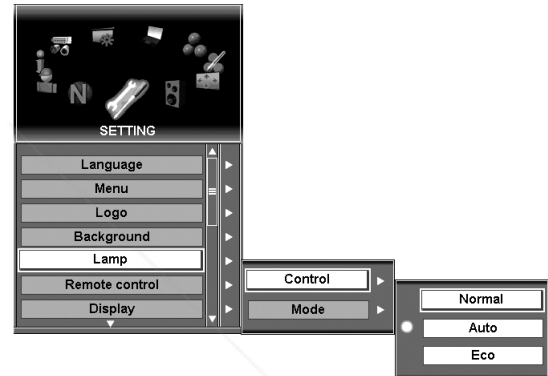 N
SETTING
Language
Menu
Logo
Background
Lamp
Remote control
Display
Control
Mode
Normal
Auto
Eco